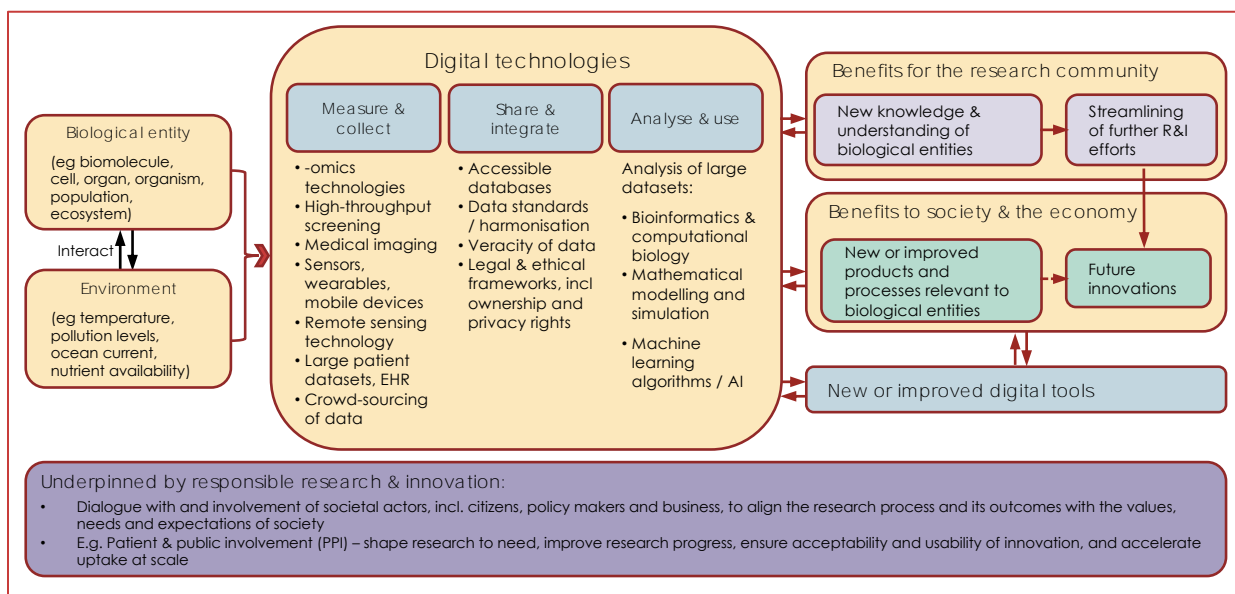 Biological entity
(eg biomolecule,
cell, organ, organism,
population,
ecosystem)
Interact
Environment
(eg temperature,
pollution levels,
ocean current,
nutrient availability)
Digital technologies
Measure &
collect
• -omics
technologies
• High-throughput
screening
• Medical imaging
• Sensors,
wearables,
mobile devices
• Remote sensing
technology
• Large patient
datasets, EHR
• Crowd-sourcing
of data
Share &
integrate
• Accessible
databases
• Data standards
/ harmonisation
• Veracity of data
• Legal & ethical
frameworks, incl
ownership and
privacy rights
Analyse & use
Analysis of large
datasets:
• Bioinformatics &
computational
biology
• Mathematical
modelling and
simulation
• Machine
learning
algorithms / AI
Benefits for the research community
New knowledge &
understanding of
biological entities
Streamlining
of further R&I
efforts
Benefits to society & the economy
New or improved
products and
processes relevant to
biological entities
Future
innovations
New or improved digital tools
Underpinned by responsible research & innovation:
• Dialogue with and involvement of societal actors, incl. citizens, policy makers and business, to align the research process and its outcomes with the values,
needs and expectations of society
• E.g. Patient & public involvement (PPI) – shape research to need, improve research progress, ensure acceptability and usability of innovation, and accelerate
uptake at scale